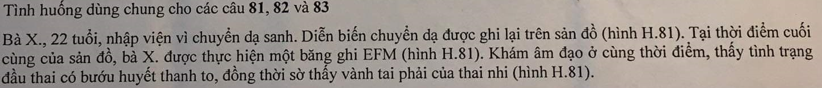 Tình huống dùng chung cho các câu 81, 82 và 83
Bà X., 22 tuổi, nhập viện vì chuyển dạ sanh. Diễn biến chuyển dạ được ghi lại trên sản đồ (hình H.81). Tại thời điểm cuối
cùng của sản đồ, bà X. được thực hiện một băng ghi EFM (hình H.81). Khám âm đạo ở cùng thời điểm, thấy tình trạng
đầu thai có bướu huyết thanh to, đồng thời sờ thấy vành tai phải của thai nhi (hình H.81).